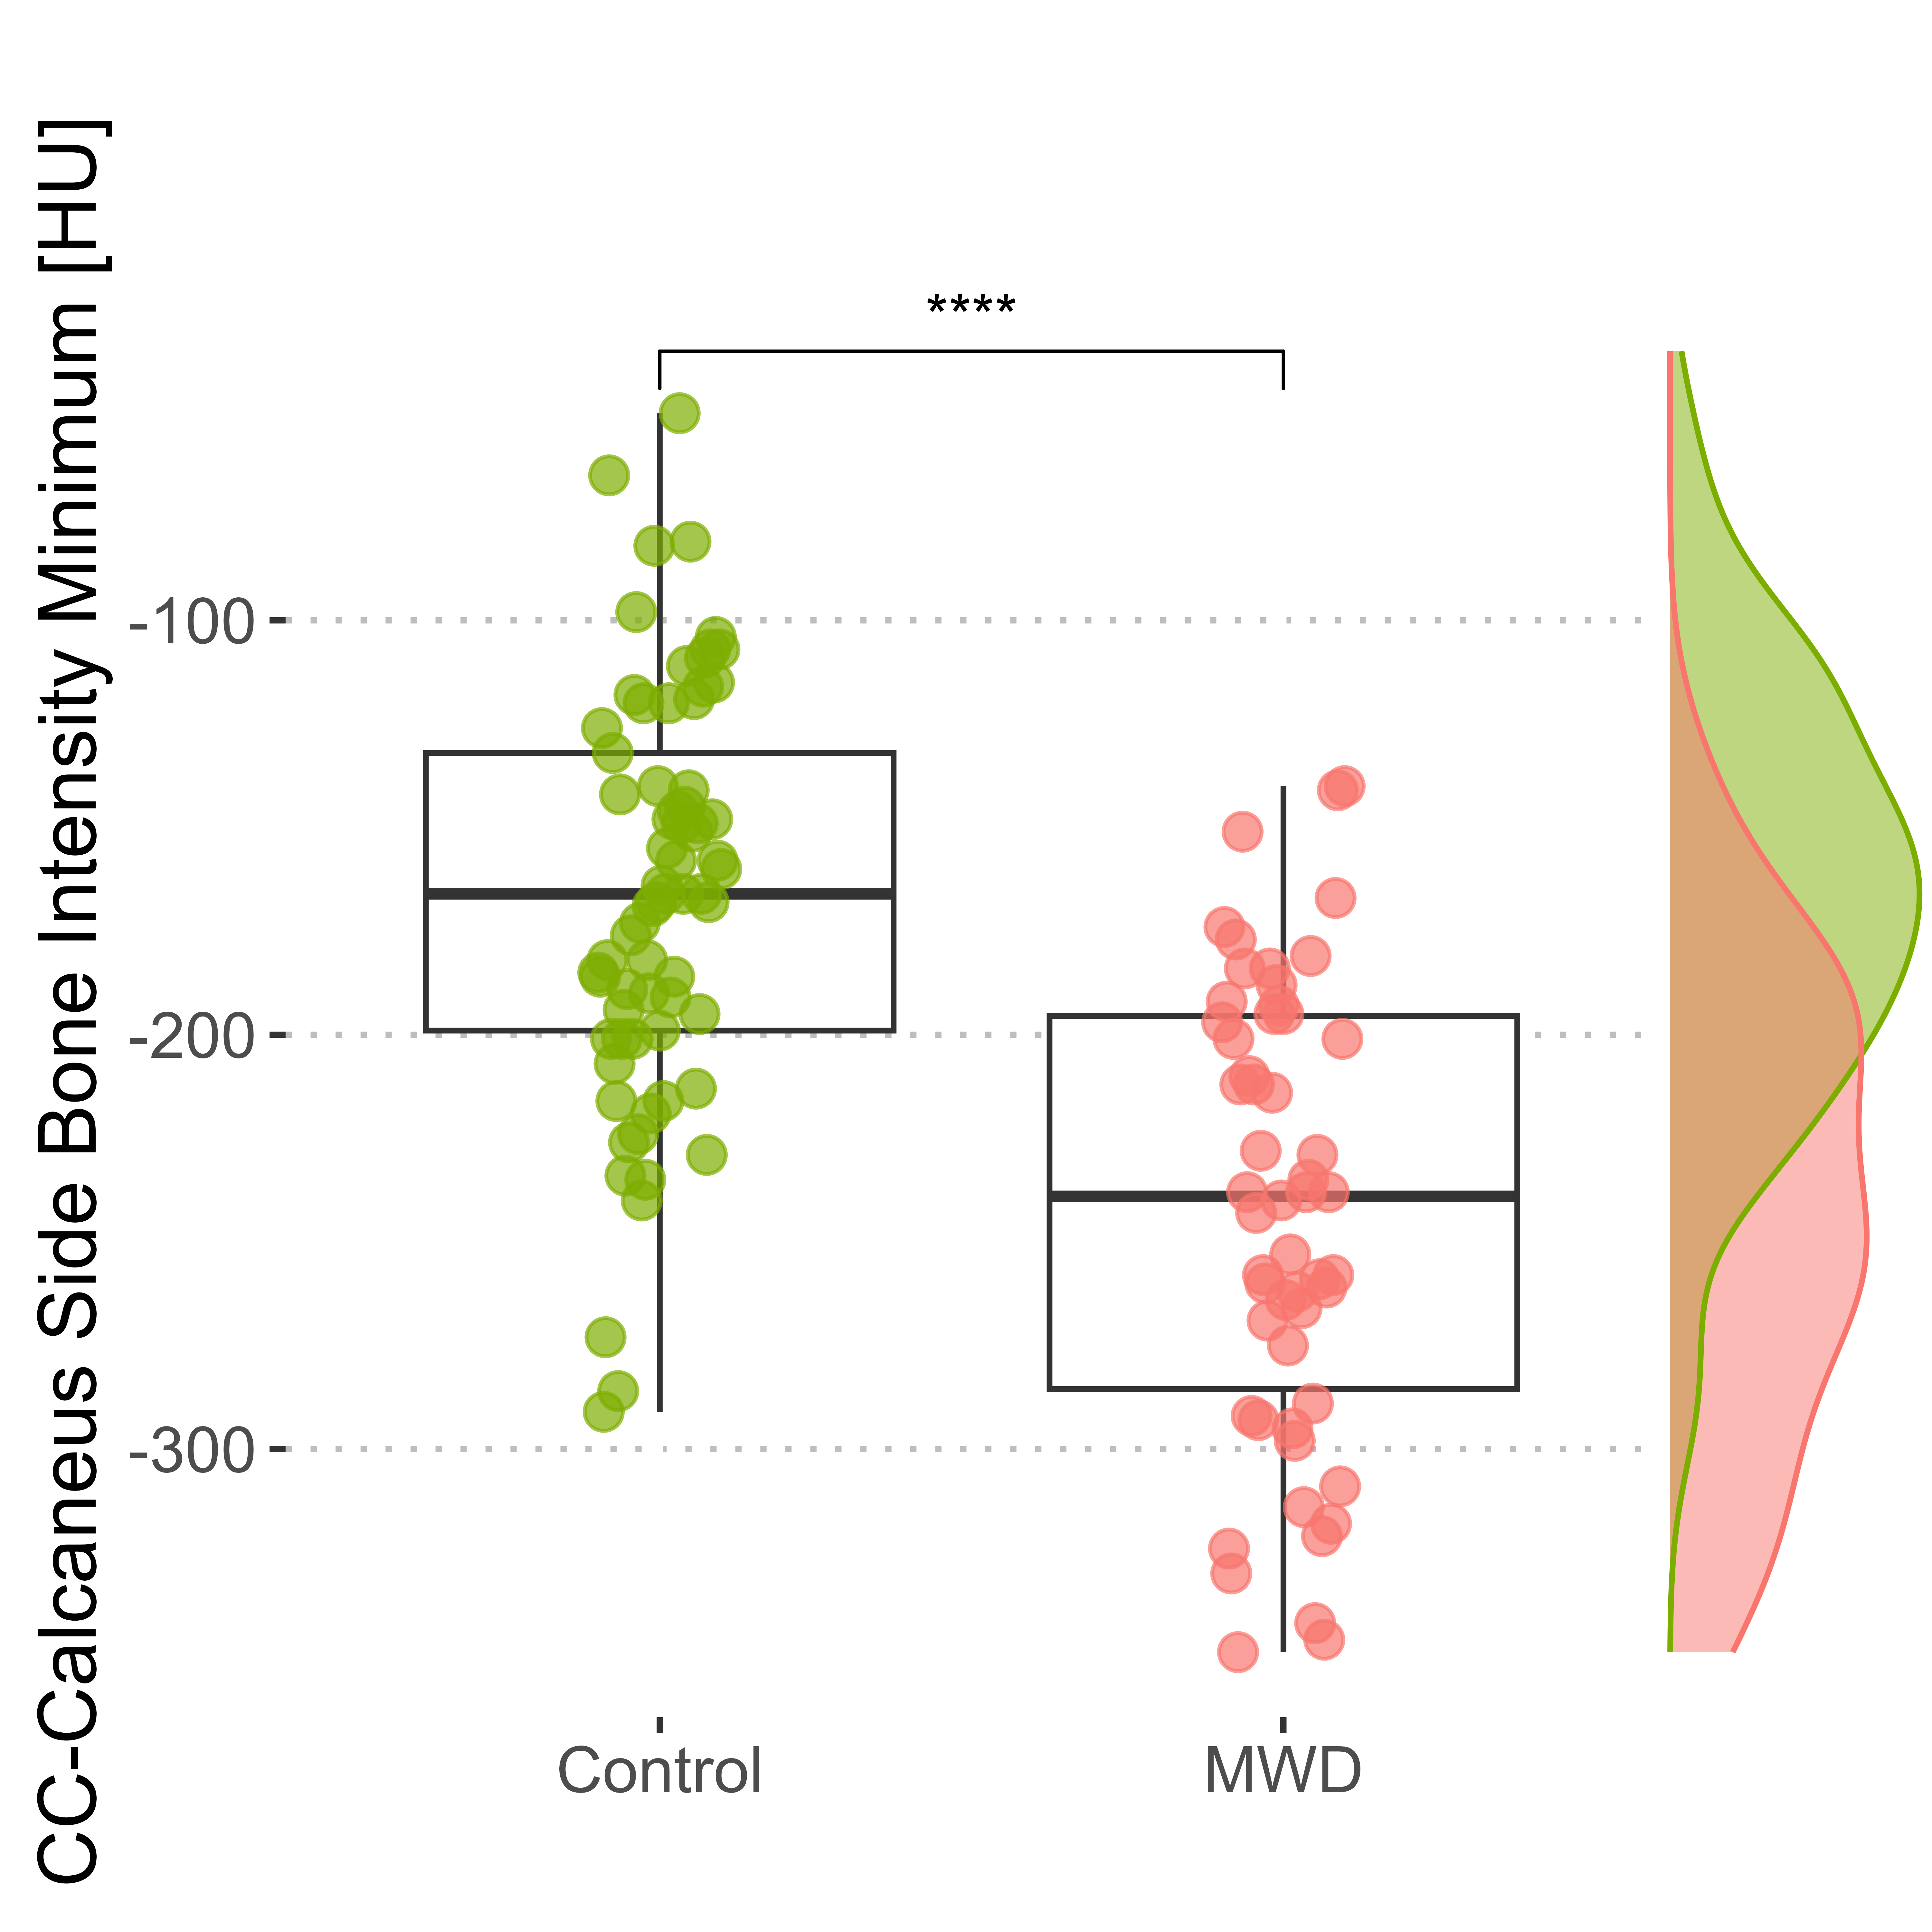 CC-Calcaneus Side Bone Intensity Minimum [HU]
****
-100
-200
-300
Control
MWD